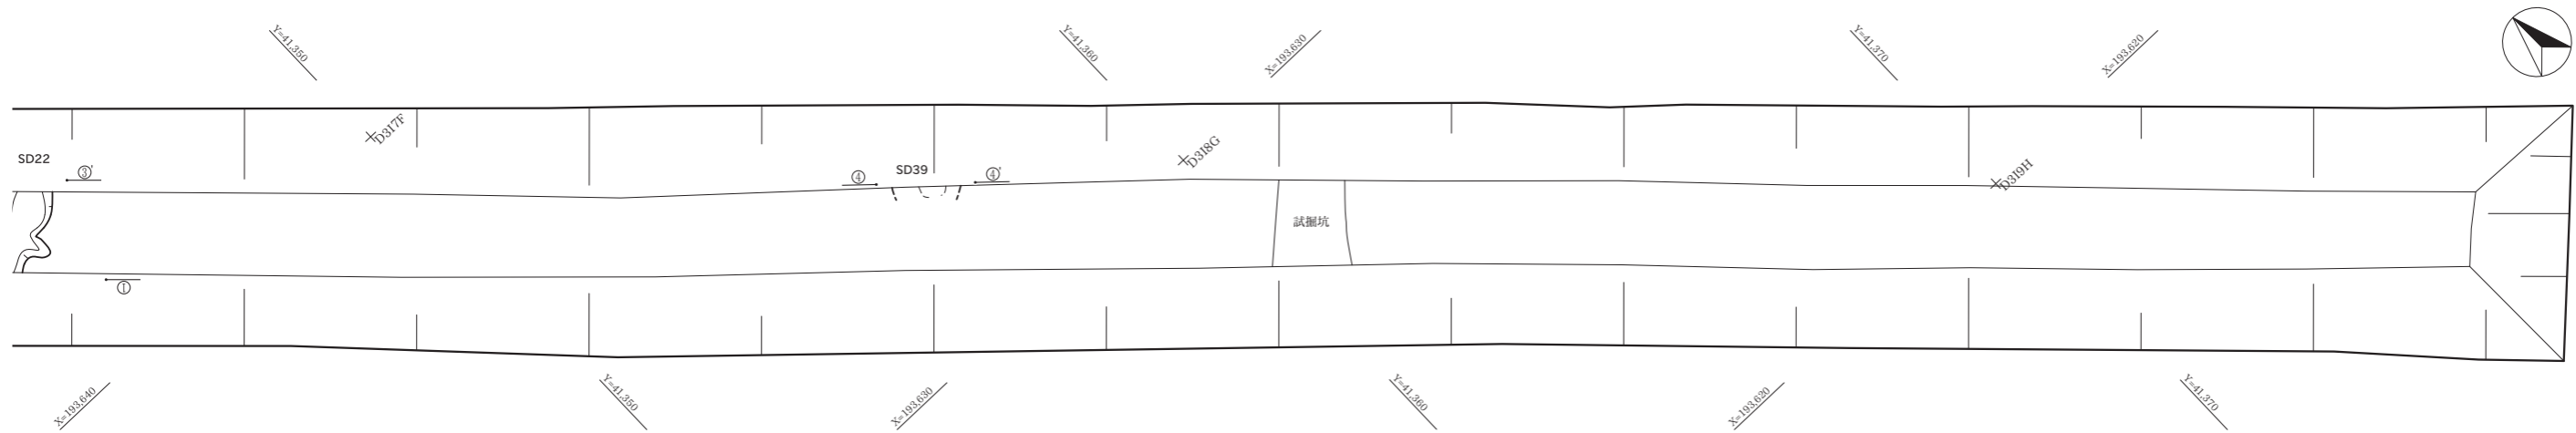 Y=41,350
Y=41,360
X=193,630
Y=41,370
X=193,620
D317F
D318G
D319H
SD22
③'
④
SD39
④'
試掘坑
①
X=193,640
Y=41,350
X=193,630
Y=41,360
X=193,620
Y=41,370